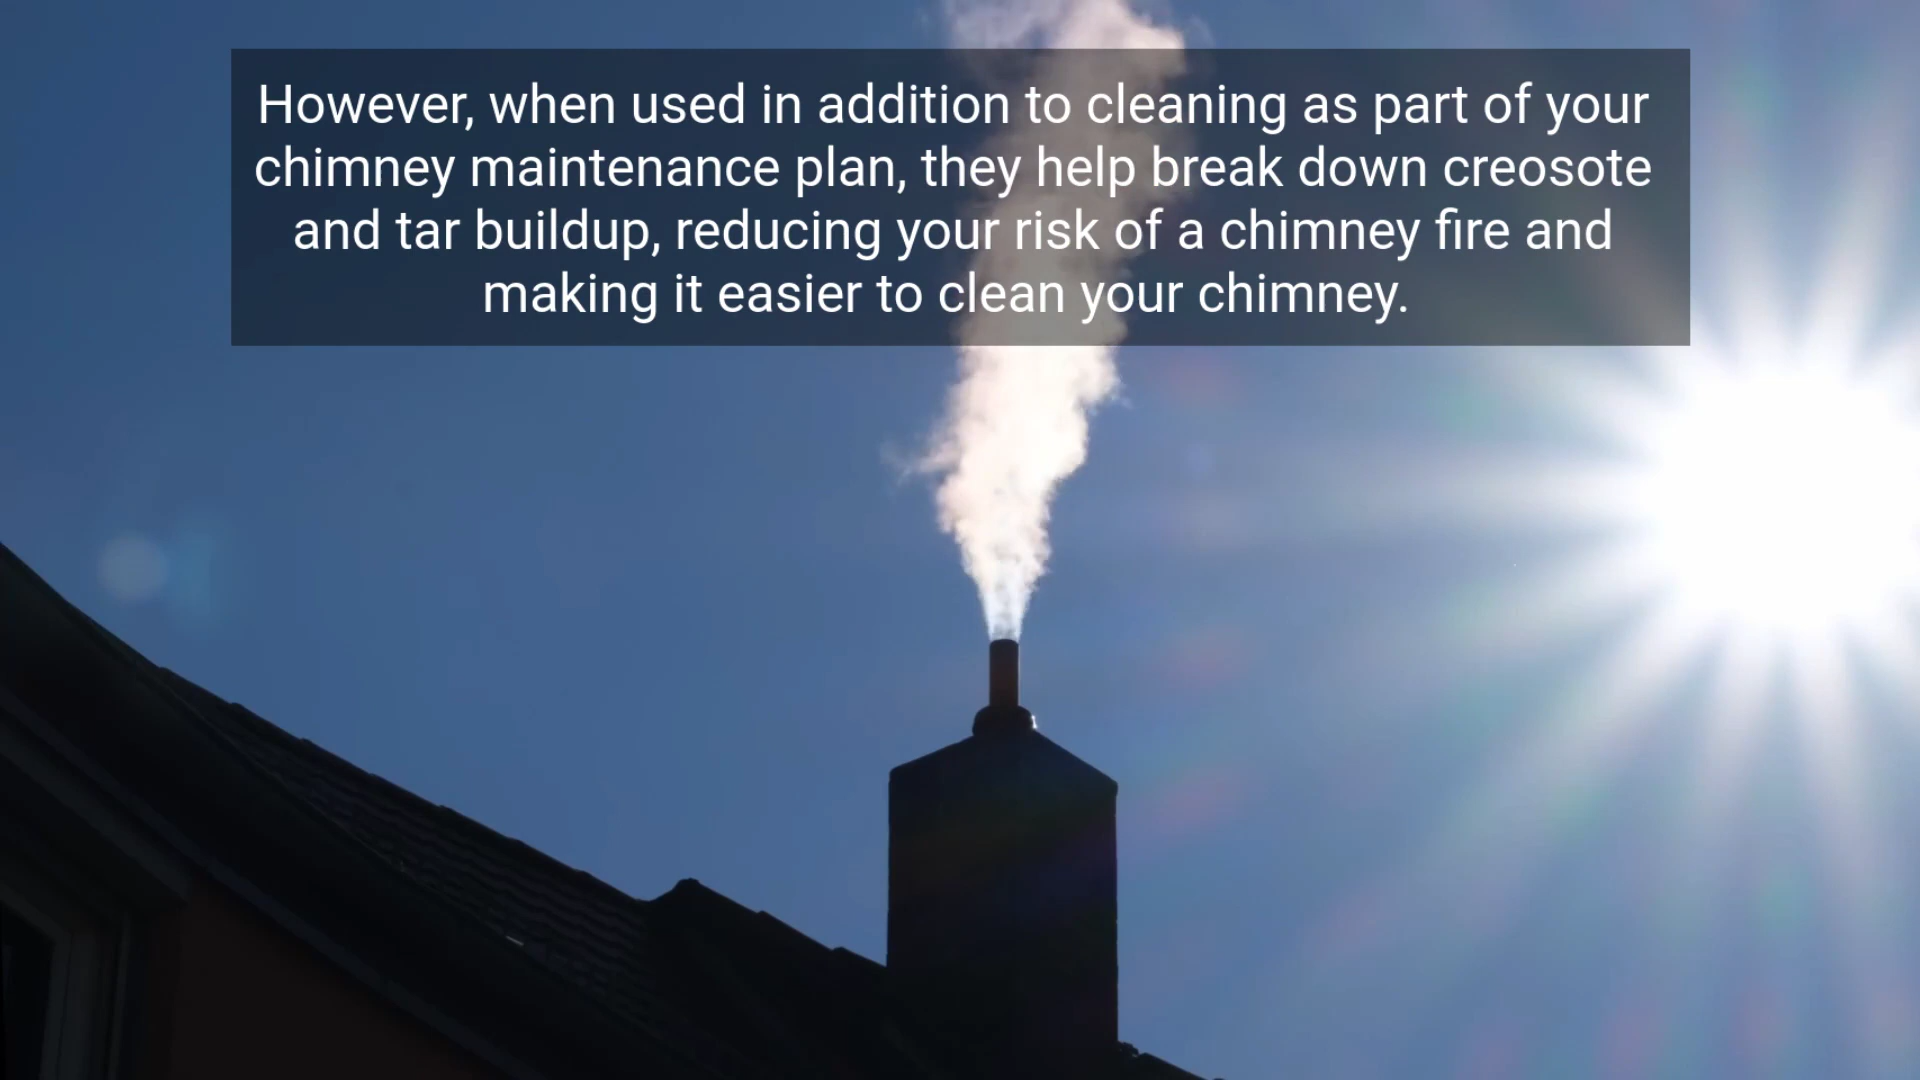 However, when used in addition to cleaning as part of your
chimney maintenance plan, they help break down creosote
and tar buildup, reducing your risk of a chimney fire and
making it easier to clean your chimney.